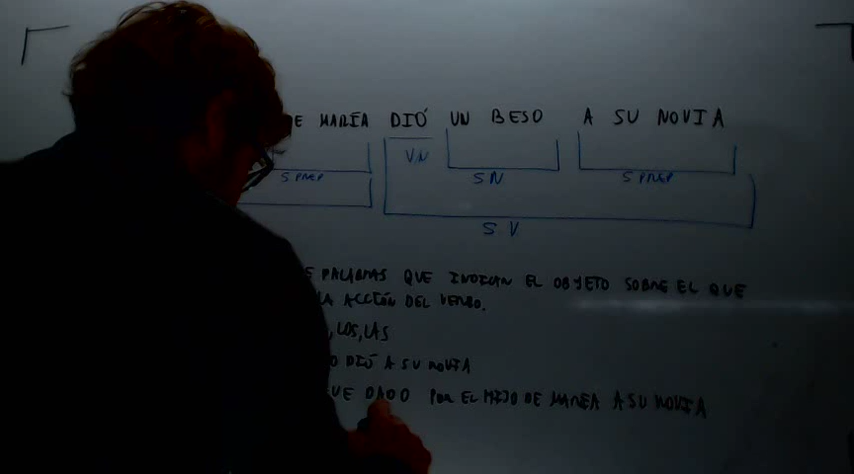 E MARÍA DIÓ UN BESO A SU NOVIA
VN
S PREP SN S PREP
S V
E PALABRAS QUE INDICAN EL OBJETO SOBRE EL QUE
LA ACCIÓN DEL VERBO.
, LOS, LAS
O DIÓ A SU NOVIA
UE DADO POR EL HIJO DE MARÍA A SU NOVIA